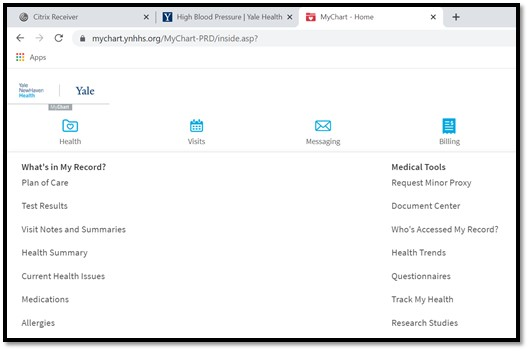 Citrix Receiver
High Blood Pressure | Yale Health
MyChart - Home
mychart.ynhhs.org/MyChart-PRD/inside.asp?
Apps
Yale
NewHaven
Health
Yale
MyChart
Health
Visits
Messaging
Billing
What's in My Record?
Plan of Care
Test Results
Visit Notes and Summaries
Health Summary
Current Health Issues
Medications
Allergies
Medical Tools
Request Minor Proxy
Document Center
Who's Accessed My Record?
Health Trends
Questionnaires
Track My Health
Research Studies